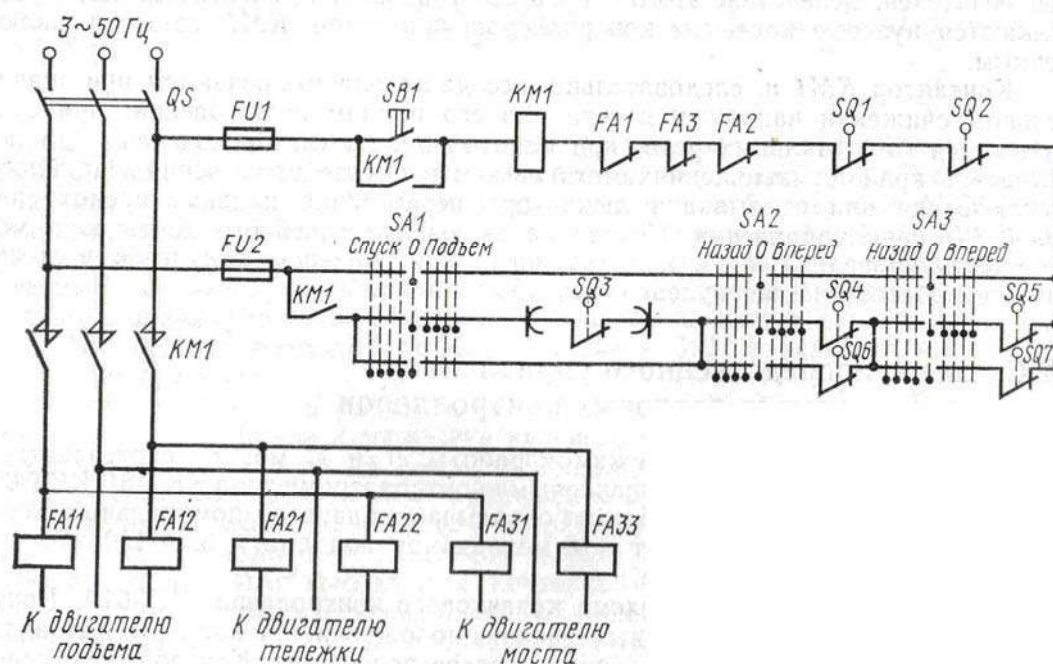 3~50 Гц
QS
FU1
SB1
KM1
FA1
FA3
FA2
SQ1
SQ2
KM1
FU2
SA1
Спуск 0 Подъем
SA2
Назад 0 Вперед
SA3
Назад 0 Вперед
KM1
SQ3
SQ4
SQ5
SQ6
SQ7
KM1
FA11
FA12
FA21
FA22
FA31
FA33
К двигателю
подъема
К двигателю
тележки
К двигателю
моста